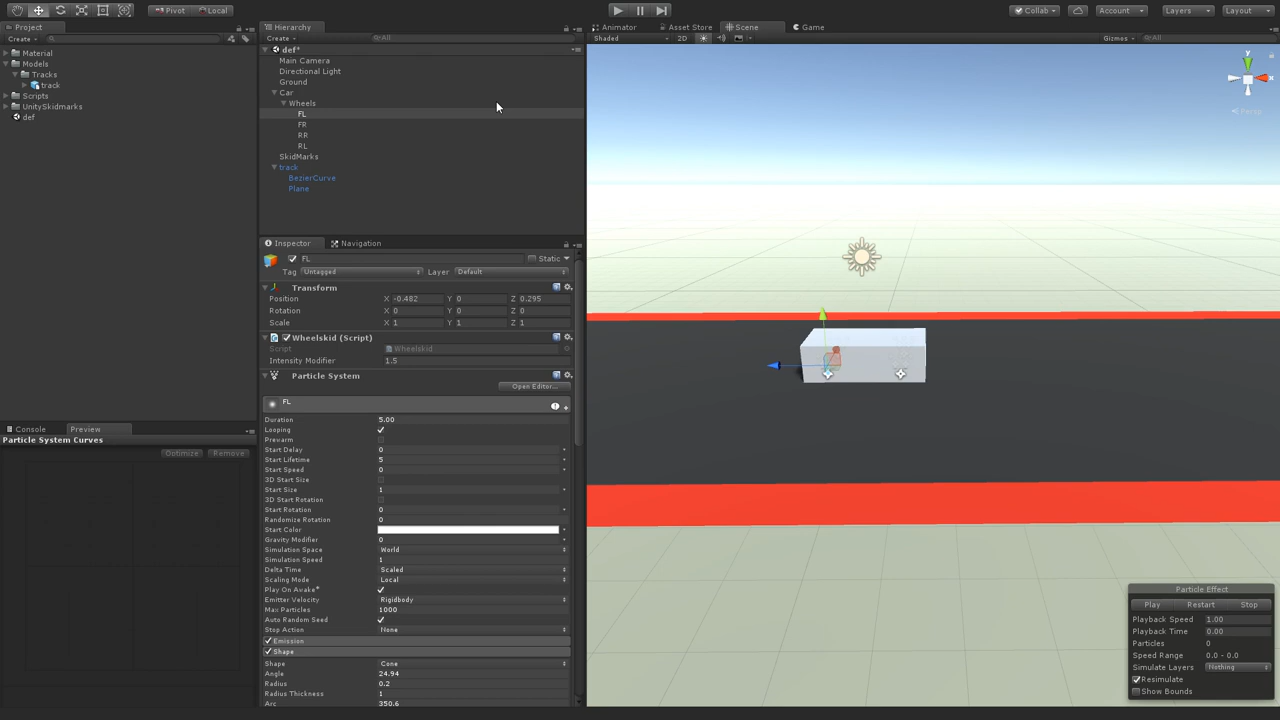 Pivot Local
Collab Account Layers Layout
Project
Create
Material
Models
Tracks
track
Scripts
UnitySkidmarks
def
Hierarchy
Create All
def*
Main Camera
Directional Light
Ground
Car
Wheels
FL
FR
RR
RL
SkidMarks
track
BezierCurve
Plane
Animator Asset Store Scene Game
Shaded 2D Gizmos All
y
x
Persp
Inspector Navigation
FL Static
Tag Untagged Layer Default
Transform
Position X -0.482 Y 0 Z 0.295
Rotation X 0 Y 0 Z 0
Scale X 1 Y 1 Z 1
Wheelskid (Script)
Script Wheelskid
Intensity Modifier 1.5
Particle System
Open Editor...
FL
Duration 5.00
Looping
Prewarm
Start Delay 0
Start Lifetime 5
Start Speed 0
3D Start Size
Start Size 1
3D Start Rotation
Start Rotation 0
Randomize Rotation 0
Start Color
Gravity Modifier 0
Simulation Space World
Simulation Speed 1
Delta Time Scaled
Scaling Mode Local
Play On Awake*
Emitter Velocity Rigidbody
Max Particles 1000
Auto Random Seed
Stop Action None
Emission
Shape
Shape Cone
Angle 24.94
Radius 0.2
Radius Thickness 1
Arc 350.6
Console Preview
Particle System Curves
Optimize Remove
Particle Effect
Play Restart Stop
Playback Speed 1.00
Playback Time 0.00
Particles 0
Speed Range 0.0 - 0.0
Simulate Layers Nothing
Resimulate
Show Bounds